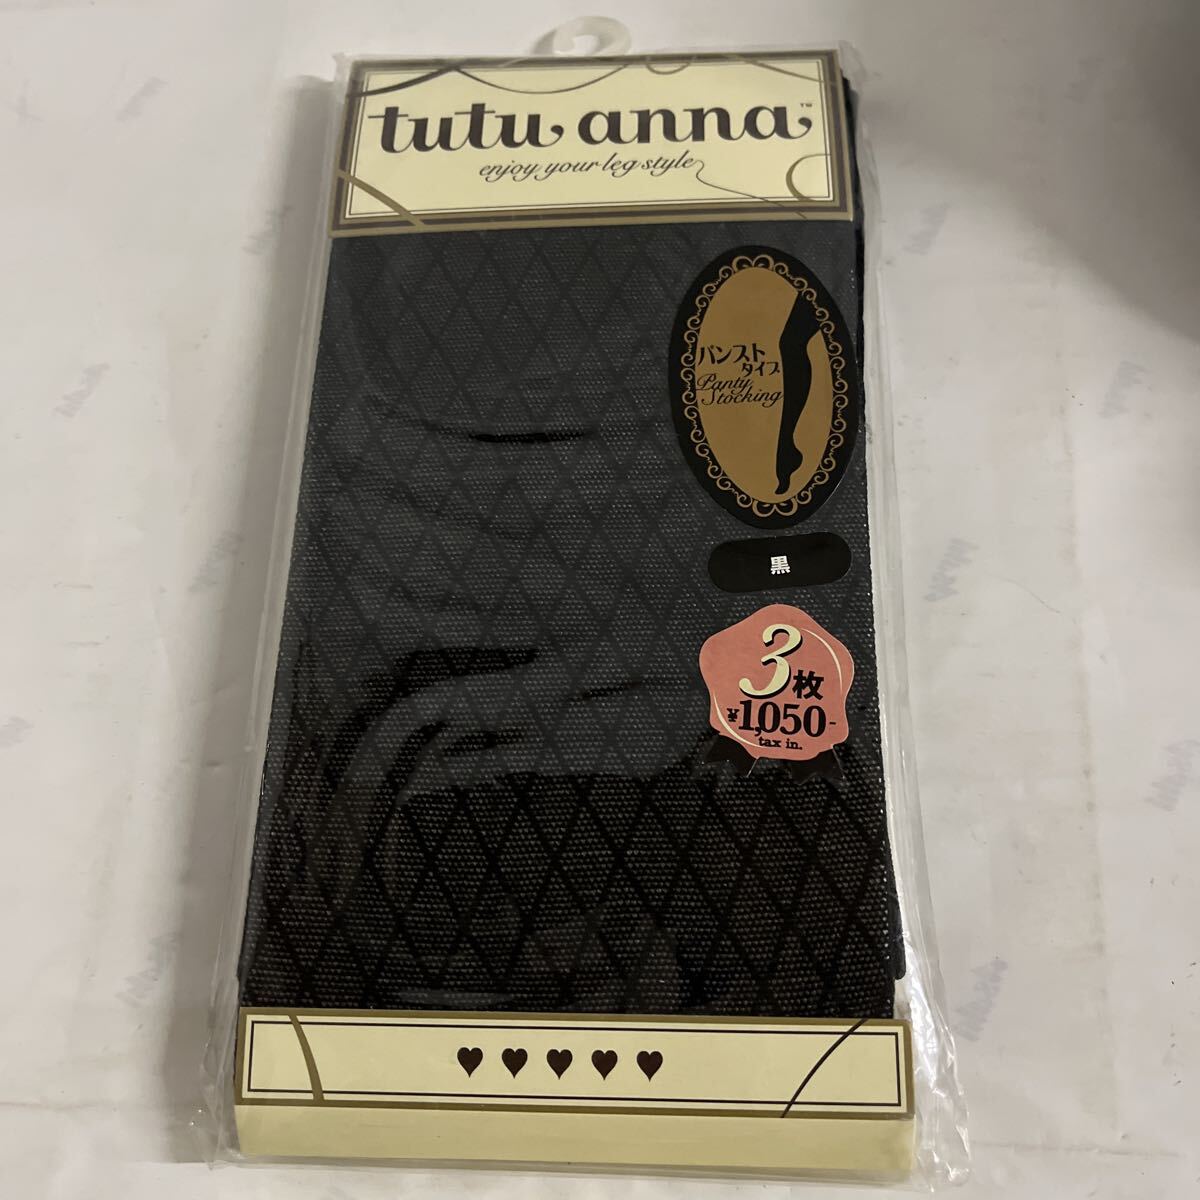 tutu anna™
enjoy your leg style
パンスト
タイプ
Panty
Stocking
黒
3枚
¥1,050-
tax in.